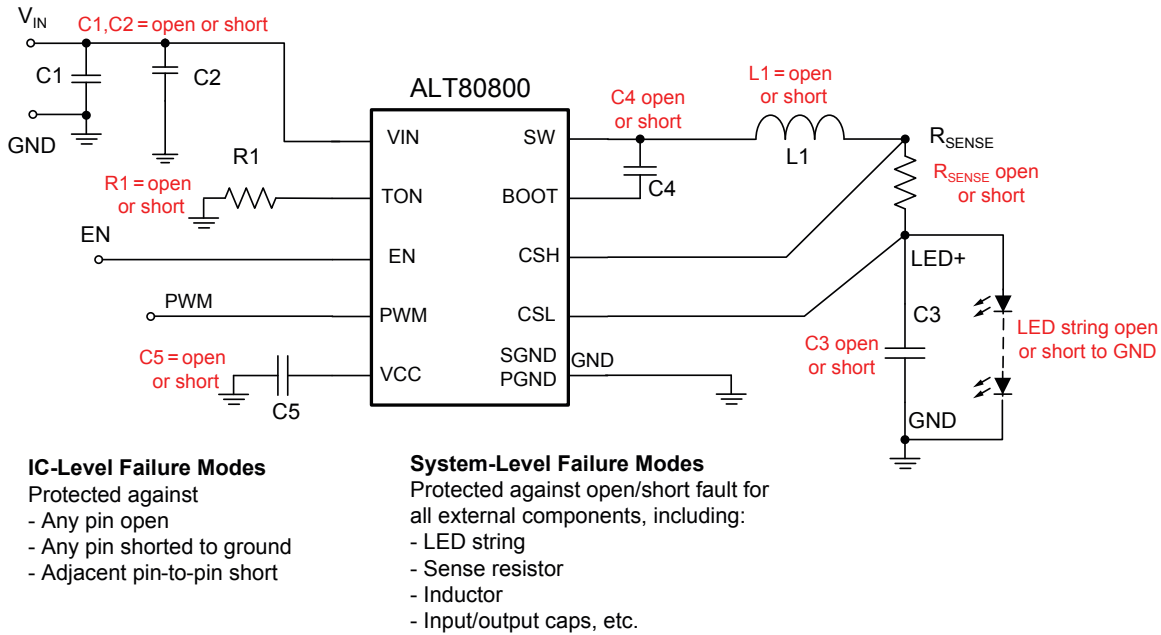 VIN
C1,C2 = open or short
C1
C2
GND
ALT80800
VIN
TON
EN
PWM
VCC
SW
BOOT
CSH
CSL
SGND
PGND
GND
R1
R1 = open
or short
EN
PWM
C5 = open
or short
C5
C4 open
or short
C4
L1 = open
or short
L1
RSENSE
RSENSE open
or short
LED+
C3
C3 open
or short
LED string open
or short to GND
GND
IC-Level Failure Modes
Protected against
- Any pin open
- Any pin shorted to ground
- Adjacent pin-to-pin short
System-Level Failure Modes
Protected against open/short fault for
all external components, including:
- LED string
- Sense resistor
- Inductor
- Input/output caps, etc.